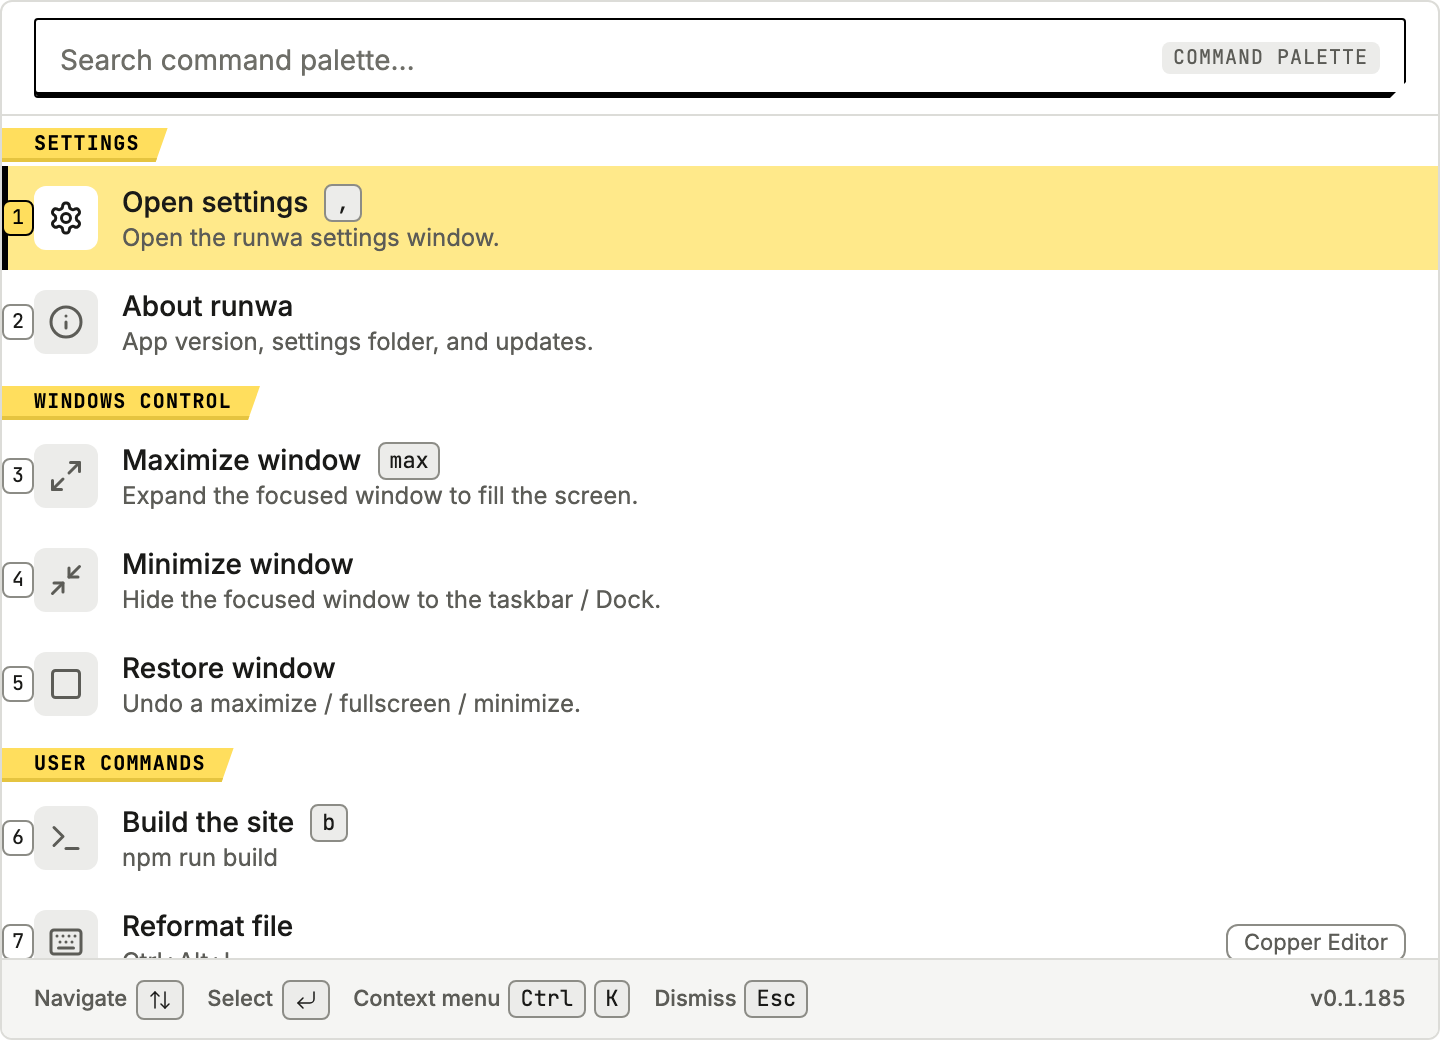 Search command palette...
COMMAND PALETTE
SETTINGS
1
Open settings ,
Open the runwa settings window.
2
About runwa
App version, settings folder, and updates.
WINDOWS CONTROL
3
Maximize window max
Expand the focused window to fill the screen.
4
Minimize window
Hide the focused window to the taskbar / Dock.
5
Restore window
Undo a maximize / fullscreen / minimize.
USER COMMANDS
6
Build the site b
npm run build
7
Reformat file
Copper Editor
Navigate ↑↓ Select ↵ Context menu Ctrl K Dismiss Esc v0.1.185